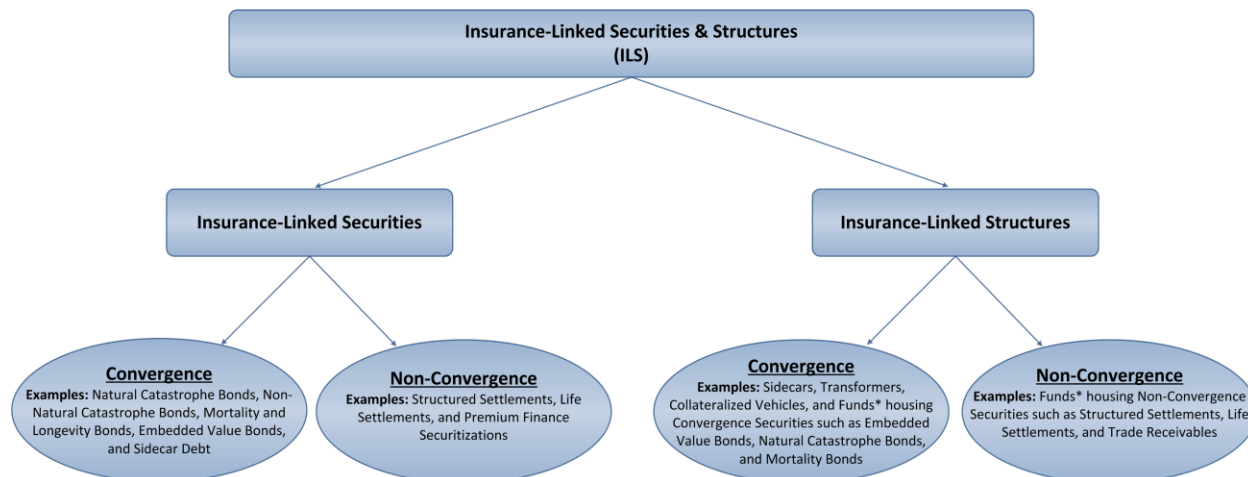 Insurance-Linked Securities & Structures
(ILS)
Insurance-Linked Securities
Insurance-Linked Structures
Convergence
Examples: Natural Catastrophe Bonds, Non-
Natural Catastrophe Bonds, Mortality and
Longevity Bonds, Embedded Value Bonds,
and Sidecar Debt
Non-Convergence
Examples: Structured Settlements, Life
Settlements, and Premium Finance
Securitizations
Convergence
Examples: Sidecars, Transformers,
Collateralized Vehicles, and Funds* housing
Convergence Securities such as Embedded
Value Bonds, Natural Catastrophe Bonds,
and Mortality Bonds
Non-Convergence
Examples: Funds* housing Non-Convergence
Securities such as Structured Settlements, Life
Settlements, and Trade Receivables